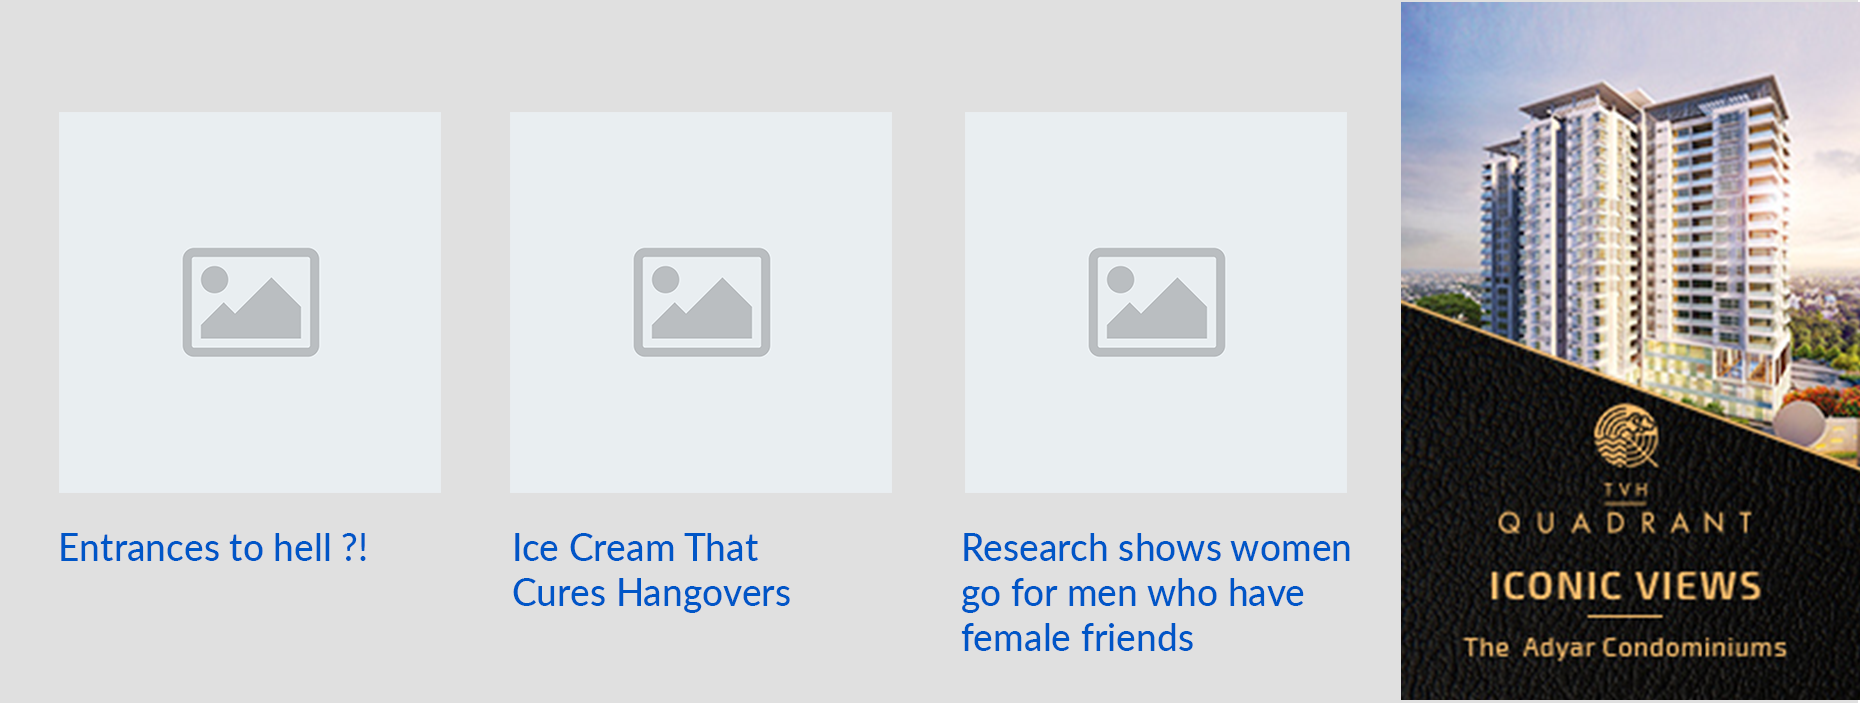 Entrances to hell ?!
Ice Cream That
Cures Hangovers
Research shows women
go for men who have
female friends
TVH
QUADRANT
ICONIC VIEWS
The Adyar Condominiums